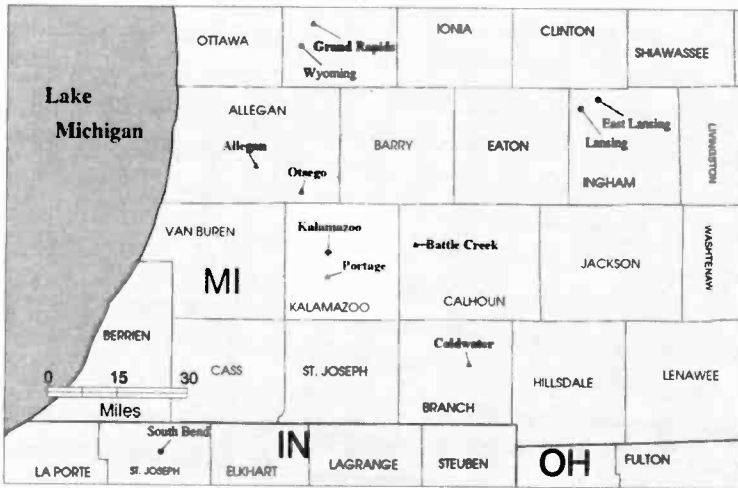 OTTAWA
Grand Rapids
Wyoming
IONIA
CLINTON
SHIAWASSEE
Lake
Michigan
ALLEGAN
Allegan
Otsego
BARRY
EATON
East Lansing
Lansing
INGHAM
LIVINGSTON
VAN BUREN
MI
Kalamazoo
Portage
KALAMAZOO
Battle Creek
CALHOUN
JACKSON
WASHTENAW
BERRIEN
CASS
ST. JOSEPH
Coldwater
BRANCH
HILLSDALE
LENAWEE
0 15 30
Miles
South Bend
LA PORTE
ST. JOSEPH
IN
ELKHART
LAGRANGE
STEUBEN
OH
FULTON